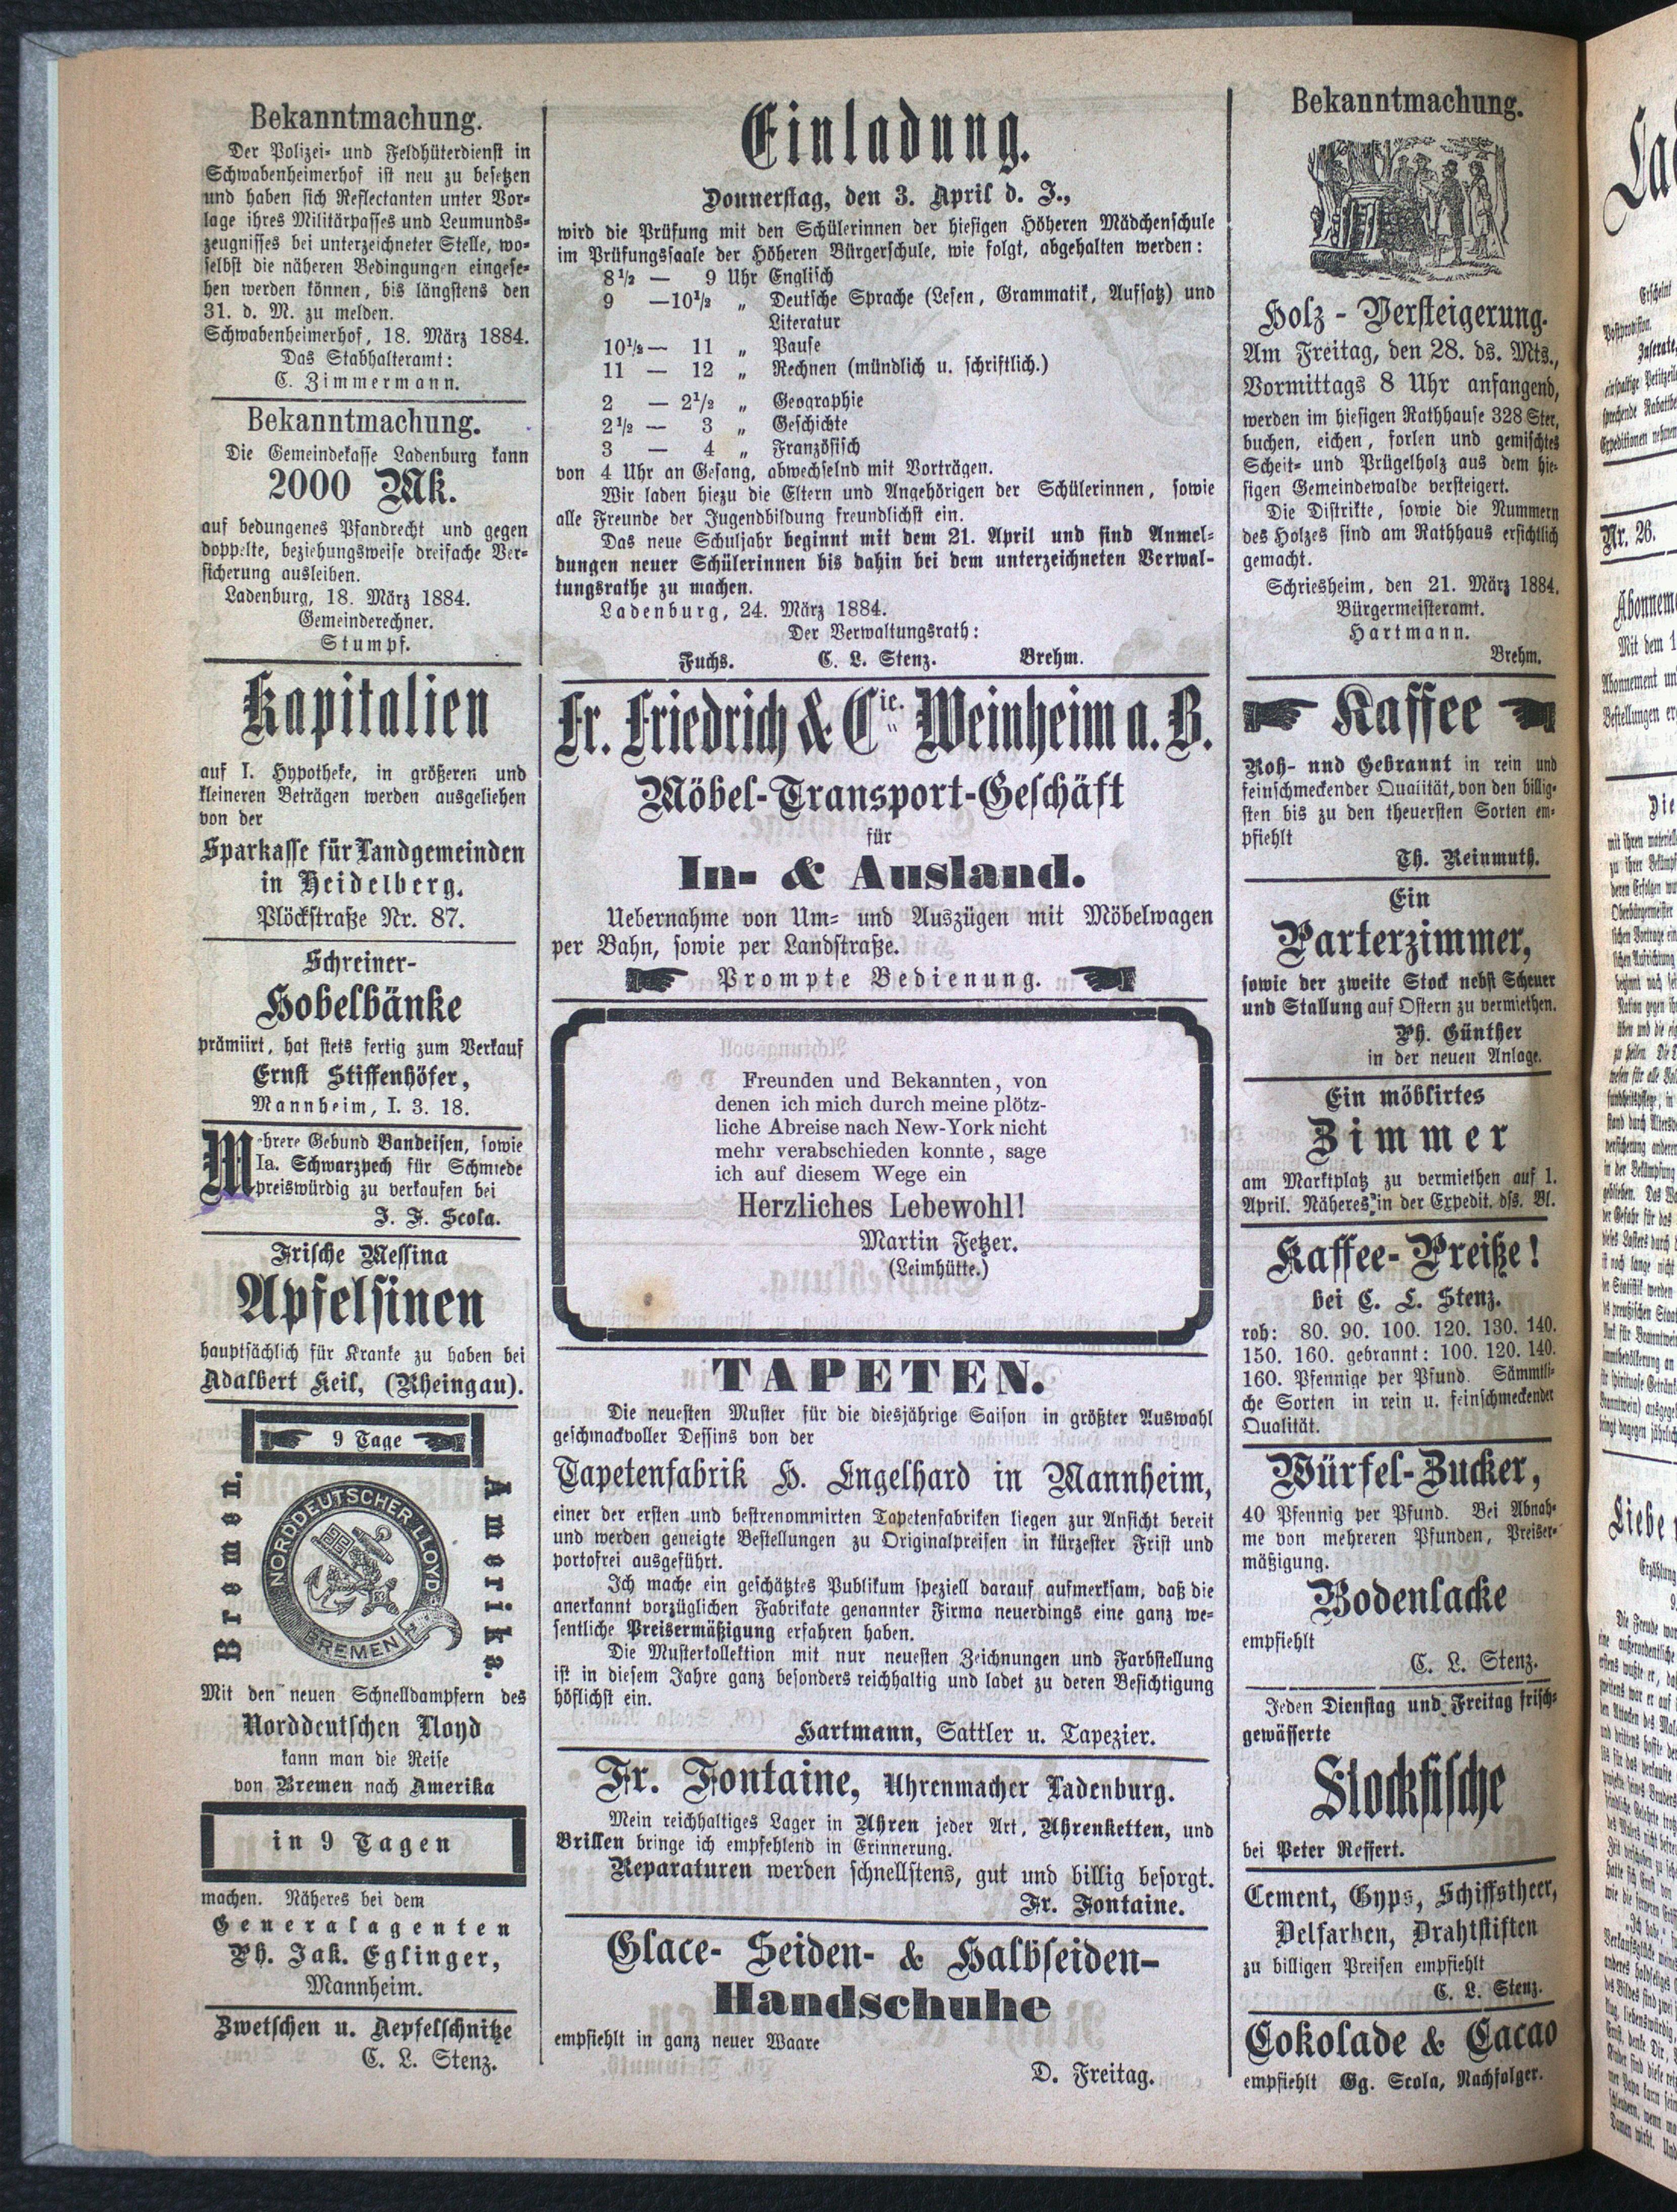 Bekanntmachung.
Der Polizei- und Feldhüterdienst in
Schwabenheimerhof ist neu zu besetzen
und haben sich Reflectanten unter Vor-
lage ihres Militärpasses und Leumunds-
zeugnisses bei unterzeichneter Stelle, wo-
selbst die näheren Bedingungen eingese-
hen werden können, bis längstens den
31. d. M. zu melden.
Schwabenheimerhof, 18. März 1884.
Das Stabhalteramt:
C. Zimmermann.
Bekanntmachung.
Die Gemeindekasse Ladenburg kann
2000 Mk.
auf bedungenes Pfandrecht und gegen
doppelte, beziehungsweise dreifache Ver-
sicherung ausleihen.
Ladenburg, 18. März 1884.
Gemeinderechner.
Stumpf.
Kapitalien
auf I. Hypotheke, in größeren und
kleineren Beträgen werden ausgeliehen
von der
Sparkasse für Landgemeinden
in Heidelberg.
Plöckstraße Nr. 87.
Schreiner-
Hobelbänke
prämiirt, hat stets fertig zum Verkauf
Ernst Stiffenhöfer,
Mannheim, I. 3. 18.
Mehrere Gebund Bandeisen, sowie
Ia. Schwarzpech für Schmiede
preiswürdig zu verkaufen bei
J. F. Scola.
Frische Messina
Apfelsinen
hauptsächlich für Kranke zu haben bei
Adalbert Keil, (Rheingau).
9 Tage
Bremen.
NORDDEUTSCHER LLOYD
BREMEN
Amerika.
Mit den neuen Schnelldampfern des
Norddeutschen Lloyd
kann man die Reise
von Bremen nach Amerika
in 9 Tagen
machen. Näheres bei dem
Generalagenten
Ph. Jak. Eglinger,
Mannheim.
Zwetschen u. Aepfelschnitze
C. L. Stenz.
Einladung.
Donnerstag, den 3. April d. J.,
wird die Prüfung mit den Schülerinnen der hiesigen Höheren Mädchenschule
im Prüfungssaale der Höheren Bürgerschule, wie folgt, abgehalten werden:
8½ — 9 Uhr Englisch
9 — 10½ „ Deutsche Sprache (Lesen, Grammatik, Aufsatz) und
Literatur
10½ — 11 „ Pause
11 — 12 „ Rechnen (mündlich u. schriftlich.)
2 — 2½ „ Geographie
2½ — 3 „ Geschichte
3 — 4 „ Französisch
von 4 Uhr an Gesang, abwechselnd mit Vorträgen.
Wir laden hiezu die Eltern und Angehörigen der Schülerinnen, sowie
alle Freunde der Jugendbildung freundlichst ein.
Das neue Schuljahr beginnt mit dem 21. April und sind Anmel-
dungen neuer Schülerinnen bis dahin bei dem unterzeichneten Verwal-
tungsrathe zu machen.
Ladenburg, 24. März 1884.
Der Verwaltungsrath:
Fuchs. C. L. Stenz. Brehm.
Fr. Friedrich & Cie. Weinheim a. B.
Möbel-Transport-Geschäft
für
In- & Ausland.
Uebernahme von Um- und Auszügen mit Möbelwagen
per Bahn, sowie per Landstraße.
Prompte Bedienung.
Freunden und Bekannten, von
denen ich mich durch meine plötz-
liche Abreise nach New-York nicht
mehr verabschieden konnte, sage
ich auf diesem Wege ein
Herzliches Lebewohl!
Martin Fetzer.
(Leimhütte.)
TAPETEN.
Die neuesten Muster für die diesjährige Saison in größter Auswahl
geschmackvoller Dessins von der
Tapetenfabrik H. Engelhard in Mannheim,
einer der ersten und bestrenommirten Tapetenfabriken liegen zur Ansicht bereit
und werden geneigte Bestellungen zu Originalpreisen in kürzester Frist und
portofrei ausgeführt.
Ich mache ein geschätztes Publikum speziell darauf aufmerksam, daß die
anerkannt vorzüglichen Fabrikate genannter Firma neuerdings eine ganz we-
sentliche Preisermäßigung erfahren haben.
Die Musterkollektion mit nur neuesten Zeichnungen und Farbstellung
ist in diesem Jahre ganz besonders reichhaltig und ladet zu deren Besichtigung
höflichst ein.
Hartmann, Sattler u. Tapezier.
Fr. Fontaine, Uhrenmacher Ladenburg.
Mein reichhaltiges Lager in Uhren jeder Art, Uhrenketten, und
Brillen bringe ich empfehlend in Erinnerung.
Reparaturen werden schnellstens, gut und billig besorgt.
Fr. Fontaine.
Glace- Seiden- & Halbseiden-
Handschuhe
empfiehlt in ganz neuer Waare
D. Freitag.
Bekanntmachung.
Holz - Versteigerung.
Am Freitag, den 28. ds. Mts.,
Vormittags 8 Uhr anfangend,
werden im hiesigen Rathhause 328 Ster,
buchen, eichen, forlen und gemischtes
Scheit- und Prügelholz aus dem hie-
sigen Gemeindewalde versteigert.
Die Distrikte, sowie die Nummern
des Holzes sind am Rathhaus ersichtlich
gemacht.
Schriesheim, den 21. März 1884.
Bürgermeisteramt.
Hartmann.
Brehm.
Kaffee
Roh- und Gebrannt in rein und
feinschmeckender Qualität, von den billig-
sten bis zu den theuersten Sorten em-
pfiehlt
Th. Reinmuth.
Ein
Parterzimmer,
sowie der zweite Stock nebst Scheuer
und Stallung auf Ostern zu vermiethen.
Ph. Günther
in der neuen Anlage.
Ein möblirtes
Zimmer
am Marktplatz zu vermiethen auf 1.
April. Näheres in der Expedit. dss. Bl.
Kaffee-Preiße!
bei C. L. Stenz.
roh: 80. 90. 100. 120. 130. 140.
150. 160. gebrannt: 100. 120. 140.
160. Pfennige per Pfund. Sämmtli-
che Sorten in rein u. feinschmeckender
Qualität.
Würfel-Zucker,
40 Pfennig per Pfund. Bei Abnah-
me von mehreren Pfunden, Preiser-
mäßigung.
Bodenlacke
empfiehlt
C. L. Stenz.
Jeden Dienstag und Freitag frisch-
gewässerte
Stockfische
bei Peter Reffert.
Cement, Gyps, Schiffstheer,
Oelfarben, Drahtstiften
zu billigen Preisen empfiehlt
C. L. Stenz.
Cokolade & Cacao
empfiehlt Gg. Scola, Nachfolger.
Nr. 26.